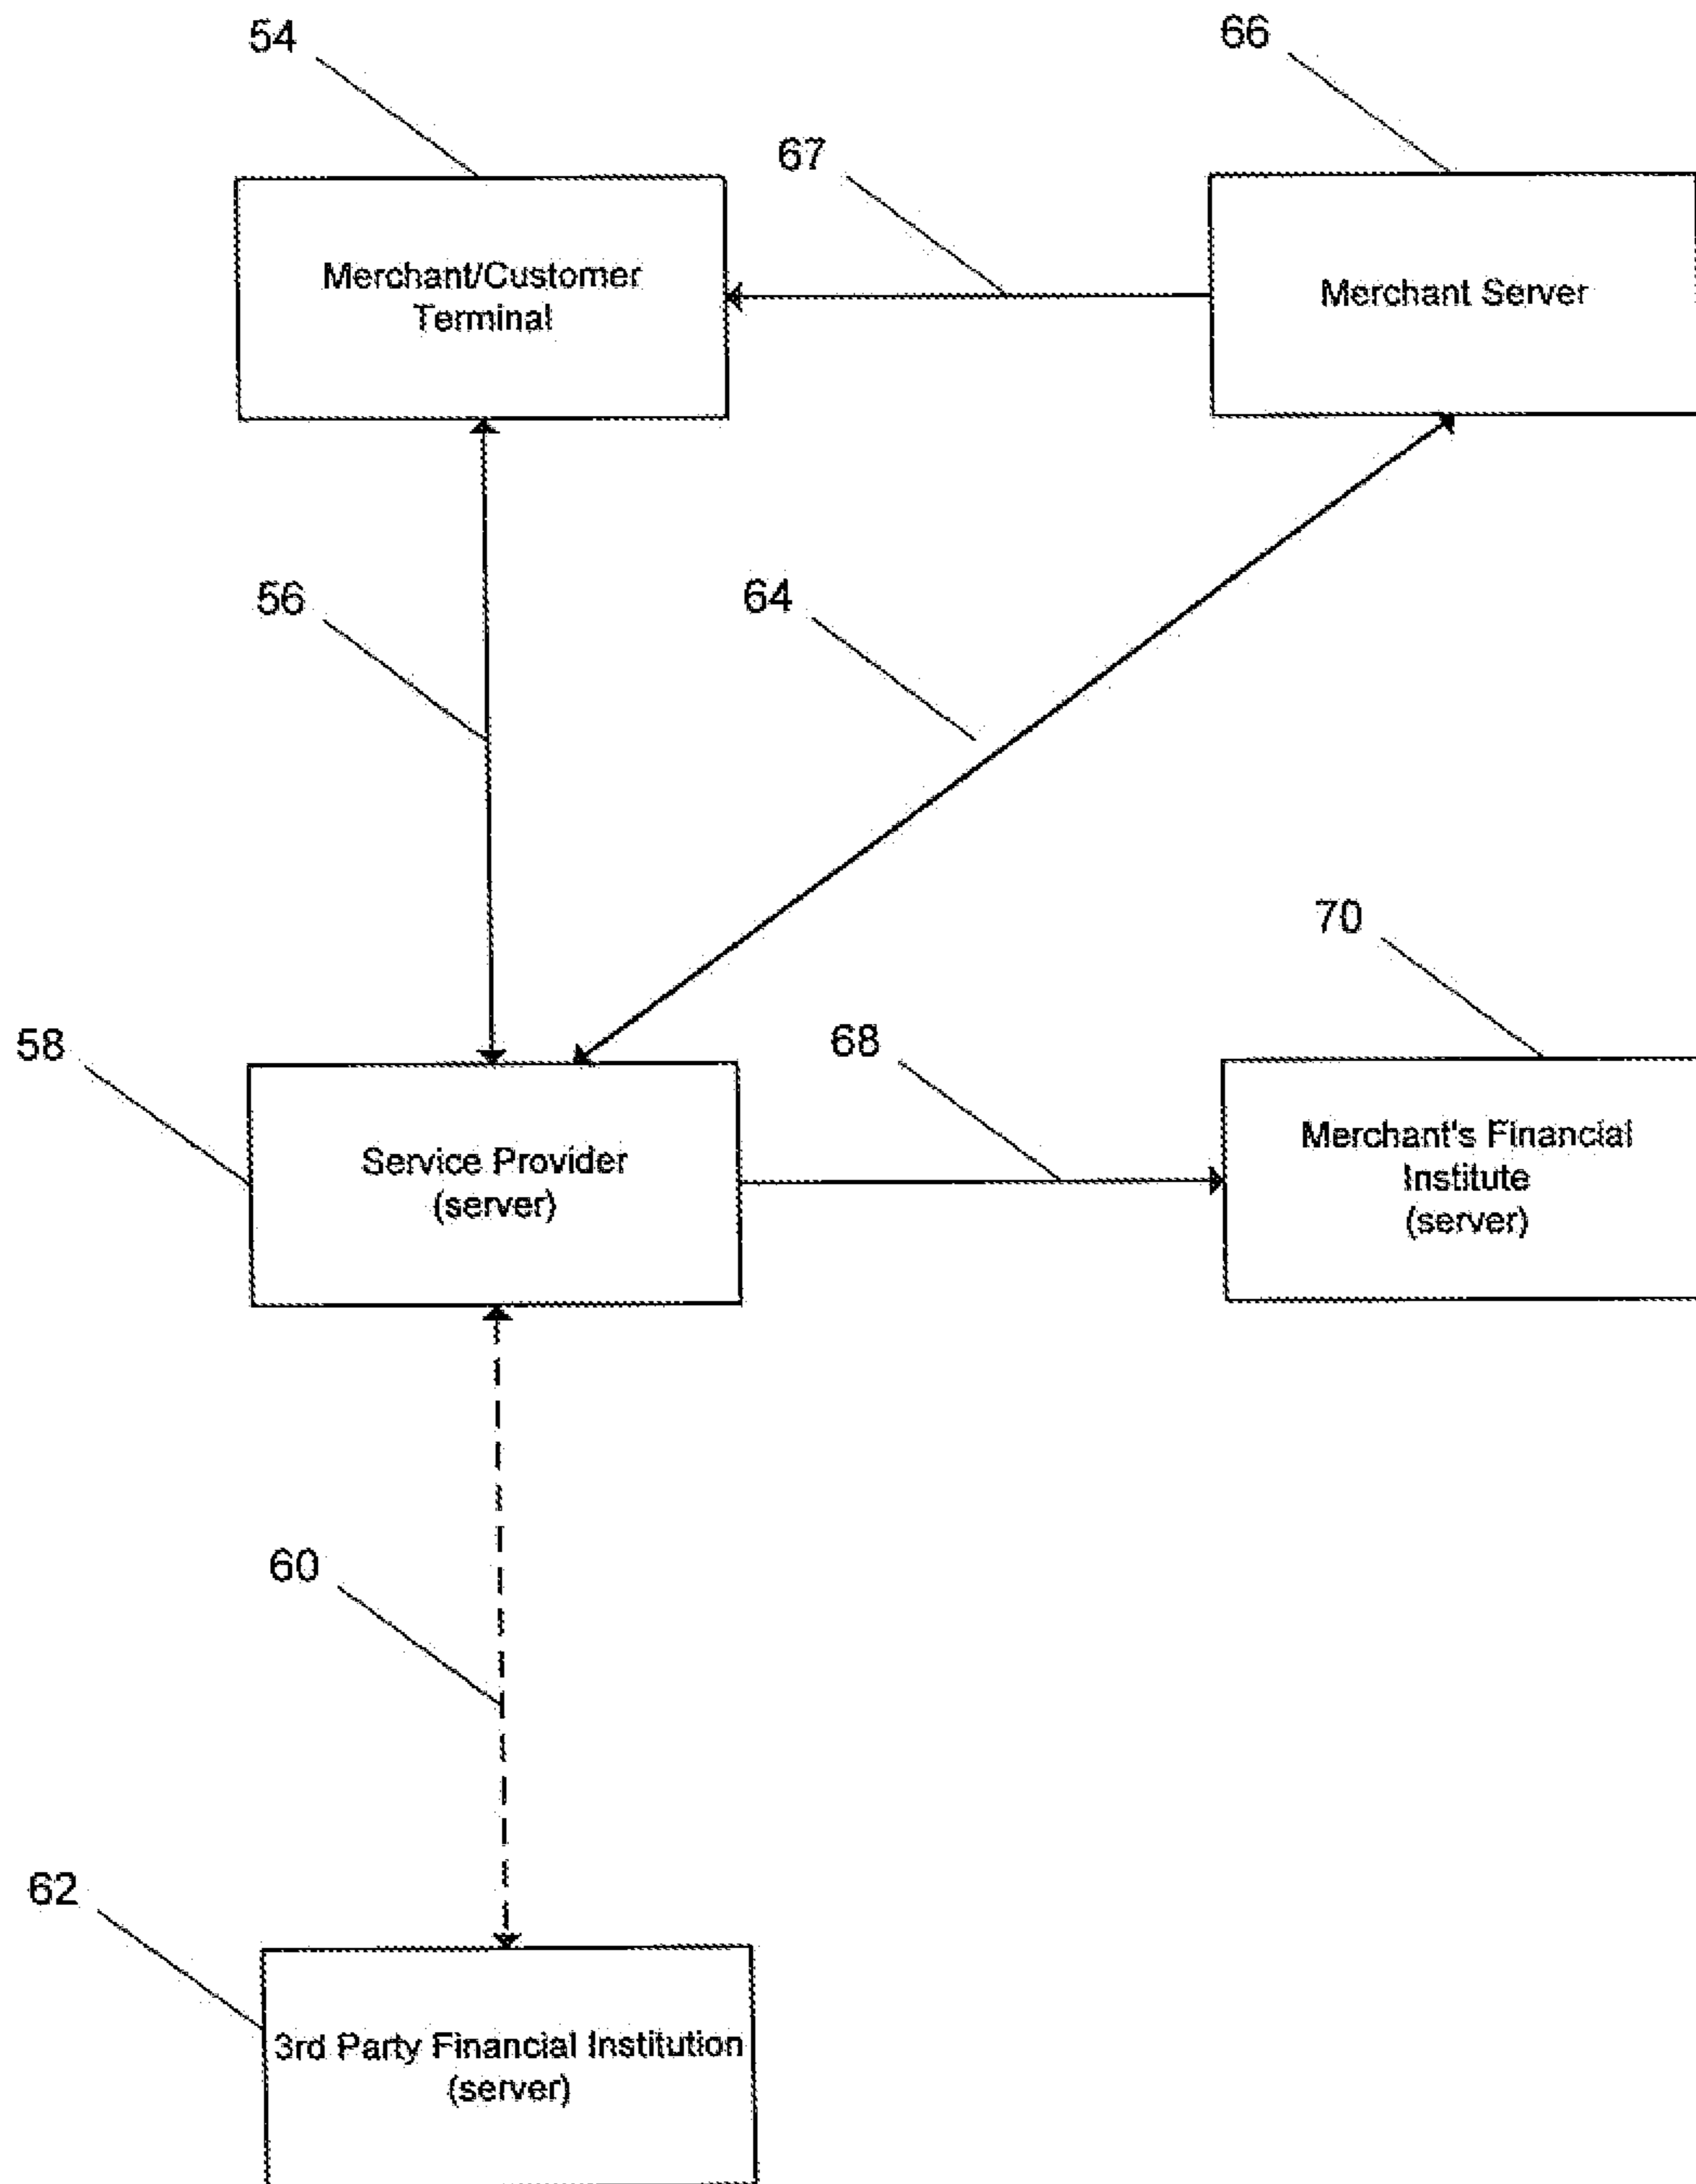 54
66
67
Merchant/Customer
Terminal
Merchant Server
56
64
70
58
68
Service Provider
(server)
Merchant's Financial
Institute
(server)
60
62
3rd Party Financial Institution
(server)